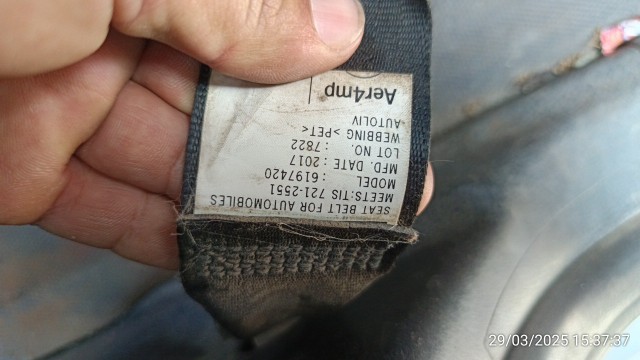 SEAT BELT FOR AUTOMOBILES
MEETS:TIS 721-2551
MODEL : 6197420
MFD. DATE : 2017
LOT NO. : 7822
WEBBING >PET<
AUTOLIV
Aer4mp
29/03/2025 15:37:37